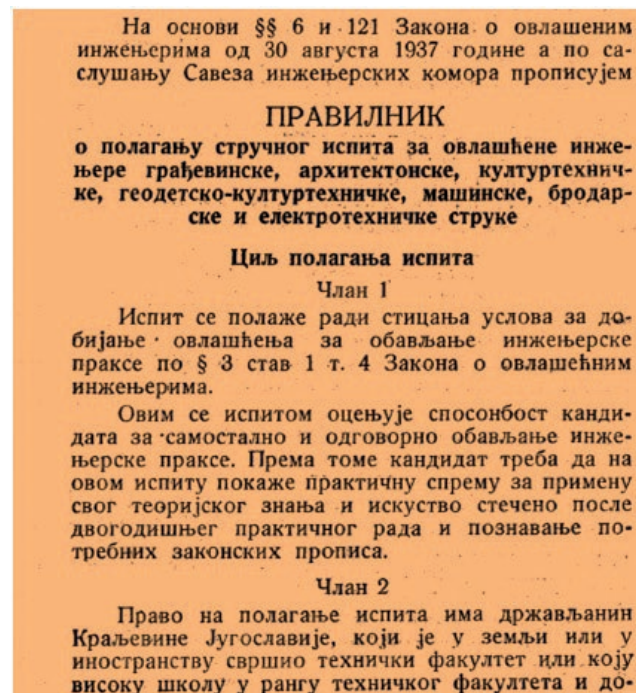 На основи §§ 6 и 121 Закона о овлашеним
инжењерима од 30 августа 1937 године а по са-
слушању Савеза инжењерских комора прописујем
ПРАВИЛНИК
о полагању стручног испита за овлашћене инже-
њере грађевинске, архитектонске, културтехнич-
ке, геодетско-културтехничке, машинске, бродар-
ске и електротехничке струке
Циљ полагања испита
Члан 1
Испит се полаже ради стицања услова за до-
бијање овлашћења за обављање инжењерске
праксе по § 3 став 1 т. 4 Закона о овлашећним
инжењерима.
Овим се испитом оцењује спосонбост канди-
дата за самостално и одговорно обављање инже-
њерске праксе. Према томе кандидат треба да на
овом испиту покаже практичну спрему за примену
свог теоријског знања и искуство стечено после
двогодишњег практичног рада и познавање по-
требних законских прописа.
Члан 2
Право на полагање испита има држављанин
Краљевине Југославије, који је у земљи или у
иностранству свршио технички факултет или коју
високу школу у рангу техничког факултета и до-